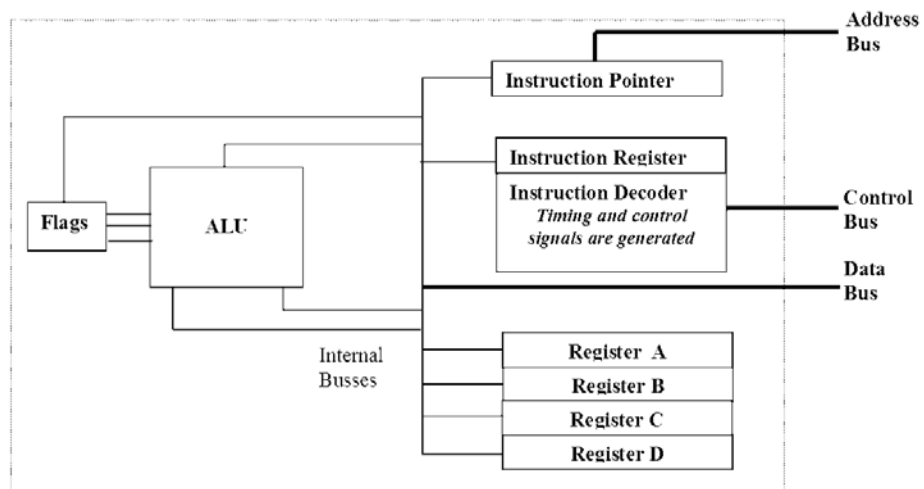 Address
Bus
Instruction Pointer
Instruction Register
Instruction Decoder
Timing and control
signals are generated
Control
Bus
Flags
ALU
Data
Bus
Internal
Busses
Register A
Register B
Register C
Register D